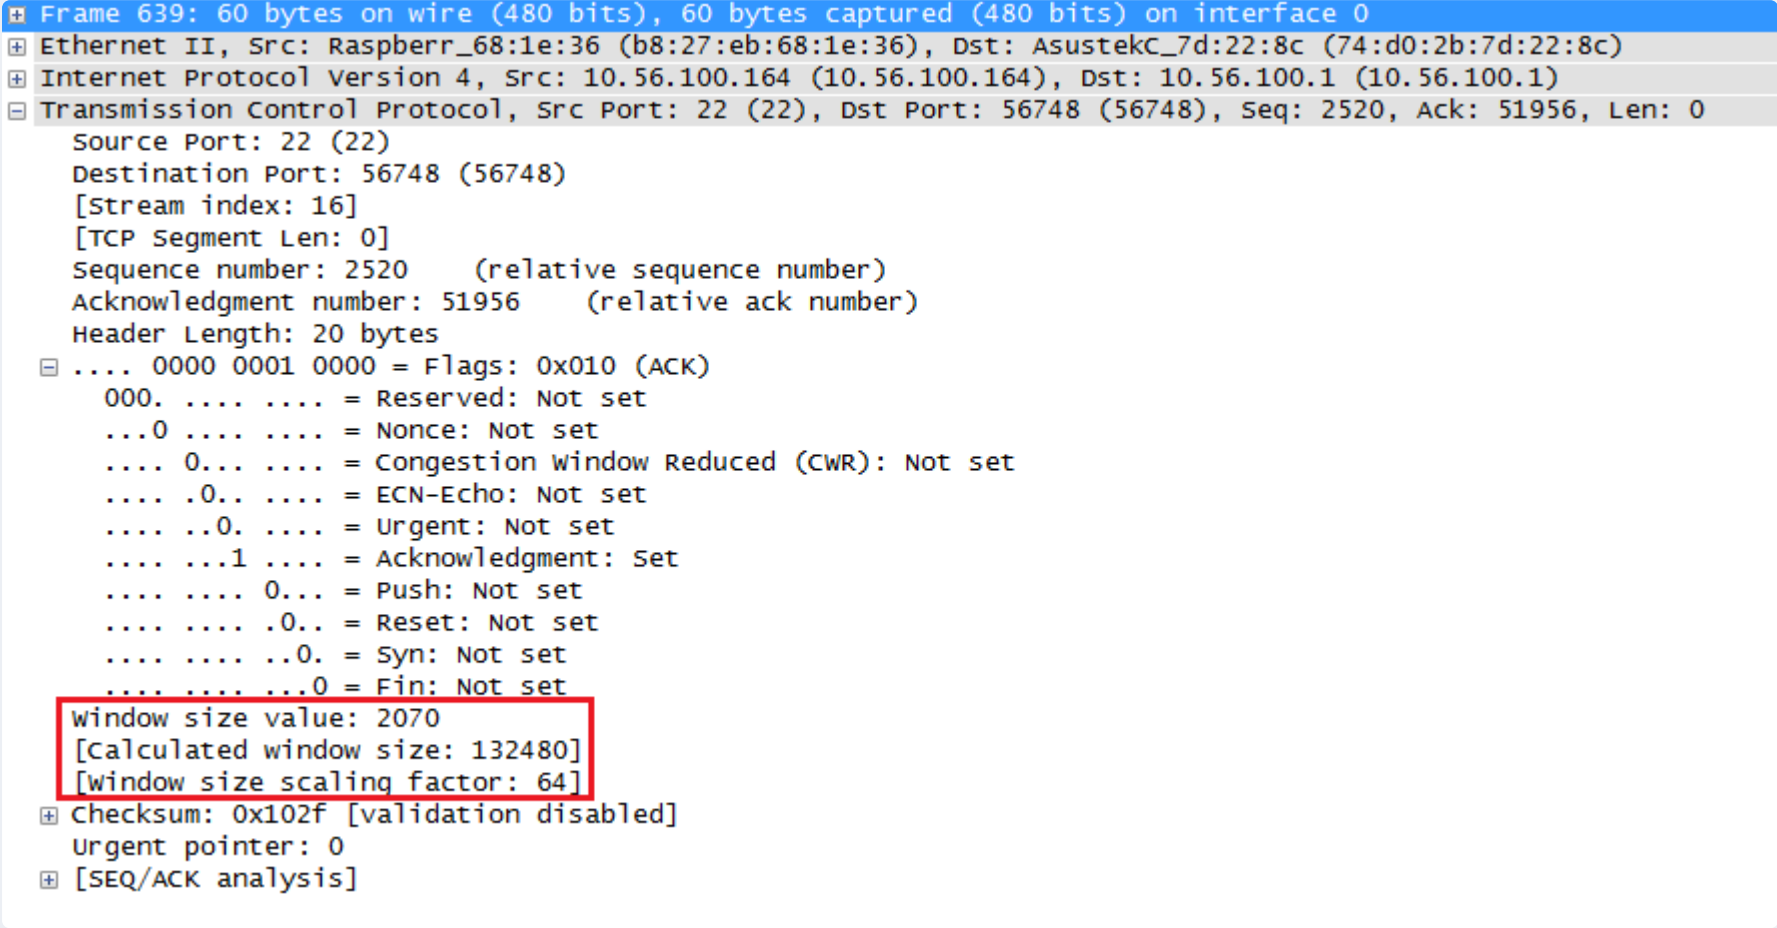 Frame 639: 60 bytes on wire (480 bits), 60 bytes captured (480 bits) on interface 0
Ethernet II, Src: Raspberr_68:1e:36 (b8:27:eb:68:1e:36), Dst: AsustekC_7d:22:8c (74:d0:2b:7d:22:8c)
Internet Protocol Version 4, Src: 10.56.100.164 (10.56.100.164), Dst: 10.56.100.1 (10.56.100.1)
Transmission Control Protocol, Src Port: 22 (22), Dst Port: 56748 (56748), Seq: 2520, Ack: 51956, Len: 0
Source Port: 22 (22)
Destination Port: 56748 (56748)
[Stream index: 16]
[TCP Segment Len: 0]
Sequence number: 2520    (relative sequence number)
Acknowledgment number: 51956    (relative ack number)
Header Length: 20 bytes
.... 0000 0001 0000 = Flags: 0x010 (ACK)
000. .... .... = Reserved: Not set
...0 .... .... = Nonce: Not set
.... 0... .... = Congestion Window Reduced (CWR): Not set
.... .0.. .... = ECN-Echo: Not set
.... ..0. .... = Urgent: Not set
.... ...1 .... = Acknowledgment: Set
.... .... 0... = Push: Not set
.... .... .0.. = Reset: Not set
.... .... ..0. = Syn: Not set
.... .... ...0 = Fin: Not set
Window size value: 2070
[Calculated window size: 132480]
[Window size scaling factor: 64]
Checksum: 0x102f [validation disabled]
Urgent pointer: 0
[SEQ/ACK analysis]